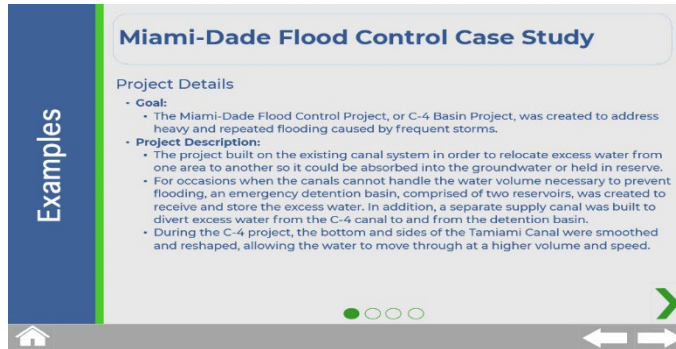 Examples
Miami-Dade Flood Control Case Study
Project Details
• Goal:
• The Miami-Dade Flood Control Project, or C-4 Basin Project, was created to address
heavy and repeated flooding caused by frequent storms.
• Project Description:
• The project built on the existing canal system in order to relocate excess water from
one area to another so it could be absorbed into the groundwater or held in reserve.
• For occasions when the canals cannot handle the water volume necessary to prevent
flooding, an emergency detention basin, comprised of two reservoirs, was created to
receive and store the excess water. In addition, a separate supply canal was built to
divert excess water from the C-4 canal to and from the detention basin.
• During the C-4 project, the bottom and sides of the Tamiami Canal were smoothed
and reshaped, allowing the water to move through at a higher volume and speed.